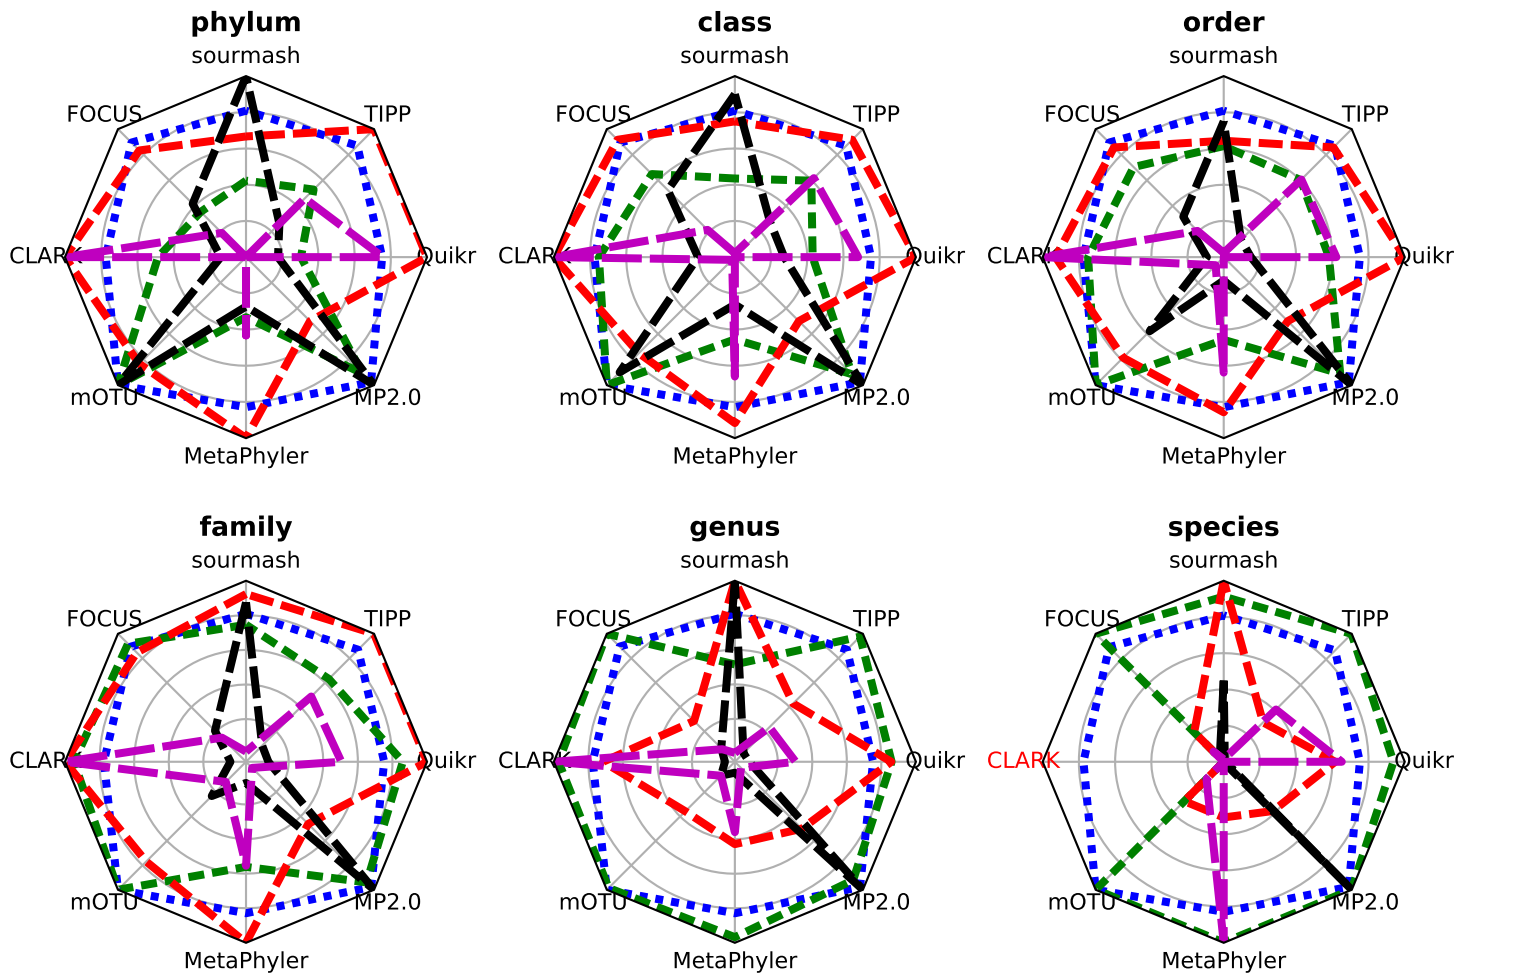 phylum
sourmash
FOCUS
TIPP
CLARK
Quikr
mOTU
MP2.0
MetaPhyler
class
sourmash
FOCUS
TIPP
CLARK
Quikr
mOTU
MP2.0
MetaPhyler
order
sourmash
FOCUS
TIPP
CLARK
Quikr
mOTU
MP2.0
MetaPhyler
family
sourmash
FOCUS
TIPP
CLARK
Quikr
mOTU
MP2.0
MetaPhyler
genus
sourmash
FOCUS
TIPP
CLARK
Quikr
mOTU
MP2.0
MetaPhyler
species
sourmash
FOCUS
TIPP
CLARK
Quikr
mOTU
MP2.0
MetaPhyler